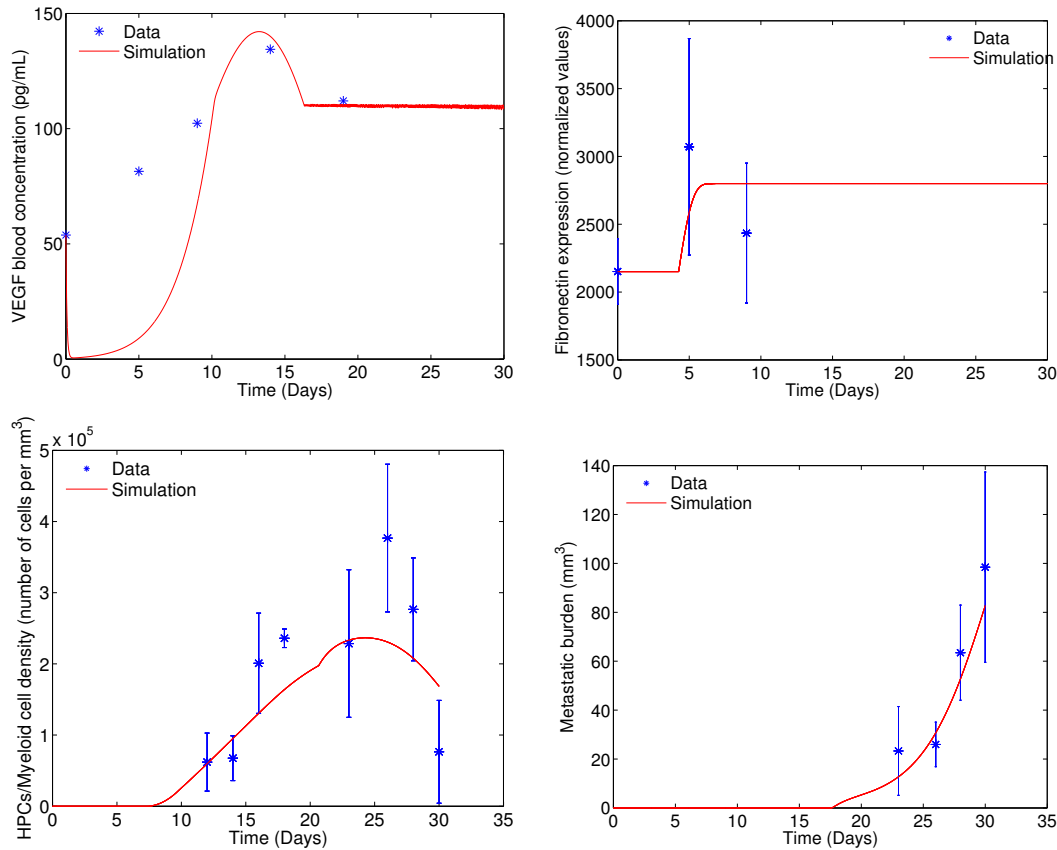 150
100
50
0
VEGF blood concentration (pg/mL)
Data
Simulation
0 5 10 15 20 25 30
Time (Days)
4000
3500
3000
2500
2000
1500
Fibronectin expression (normalized values)
Data
Simulation
0 5 10 15 20 25 30
Time (Days)
5 x 10^5
4
3
2
1
0
HPCs/Myeloid cell density (number of cells per mm³)
Data
Simulation
0 5 10 15 20 25 30 35
Time (Days)
140
120
100
80
60
40
20
0
Metastatic burden (mm³)
Data
Simulation
0 5 10 15 20 25 30 35
Time (Days)